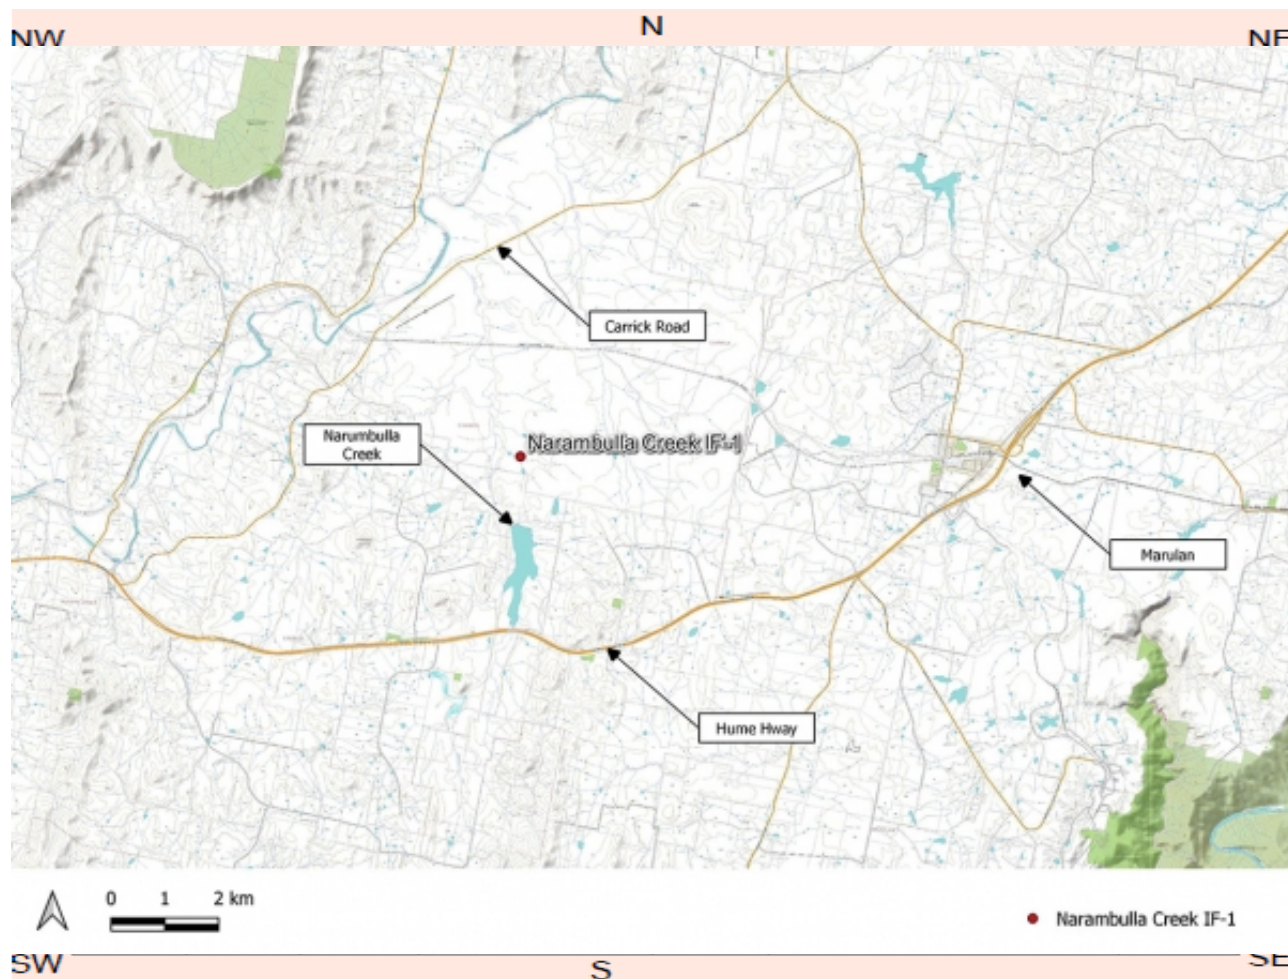 NW
N
NE
Carrick Road
Narumbulla
Creek
Narambulla Creek IF-1
Marulan
Hume Hway
0 1 2 km
Narambulla Creek IF-1
SW
S
SE